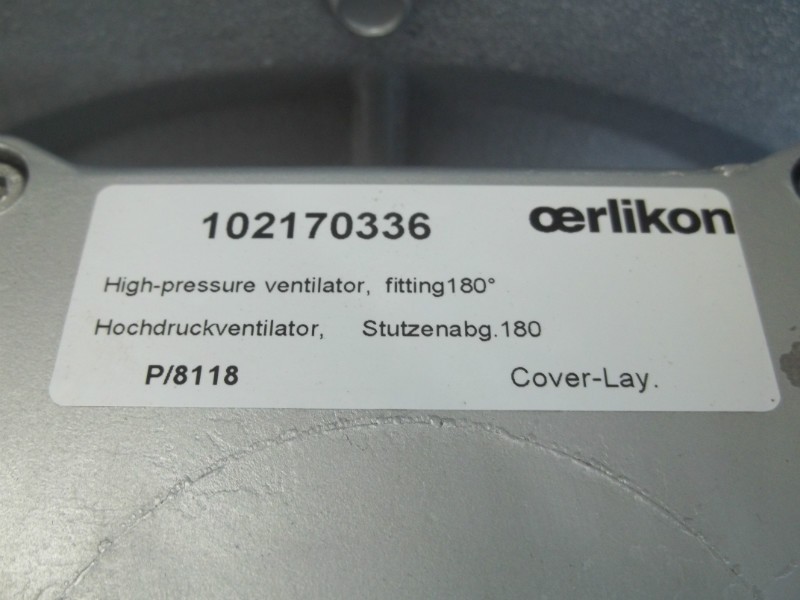 102170336 œrlikon
High-pressure ventilator, fitting180°
Hochdruckventilator, Stutzenabg.180
P/8118 Cover-Lay.